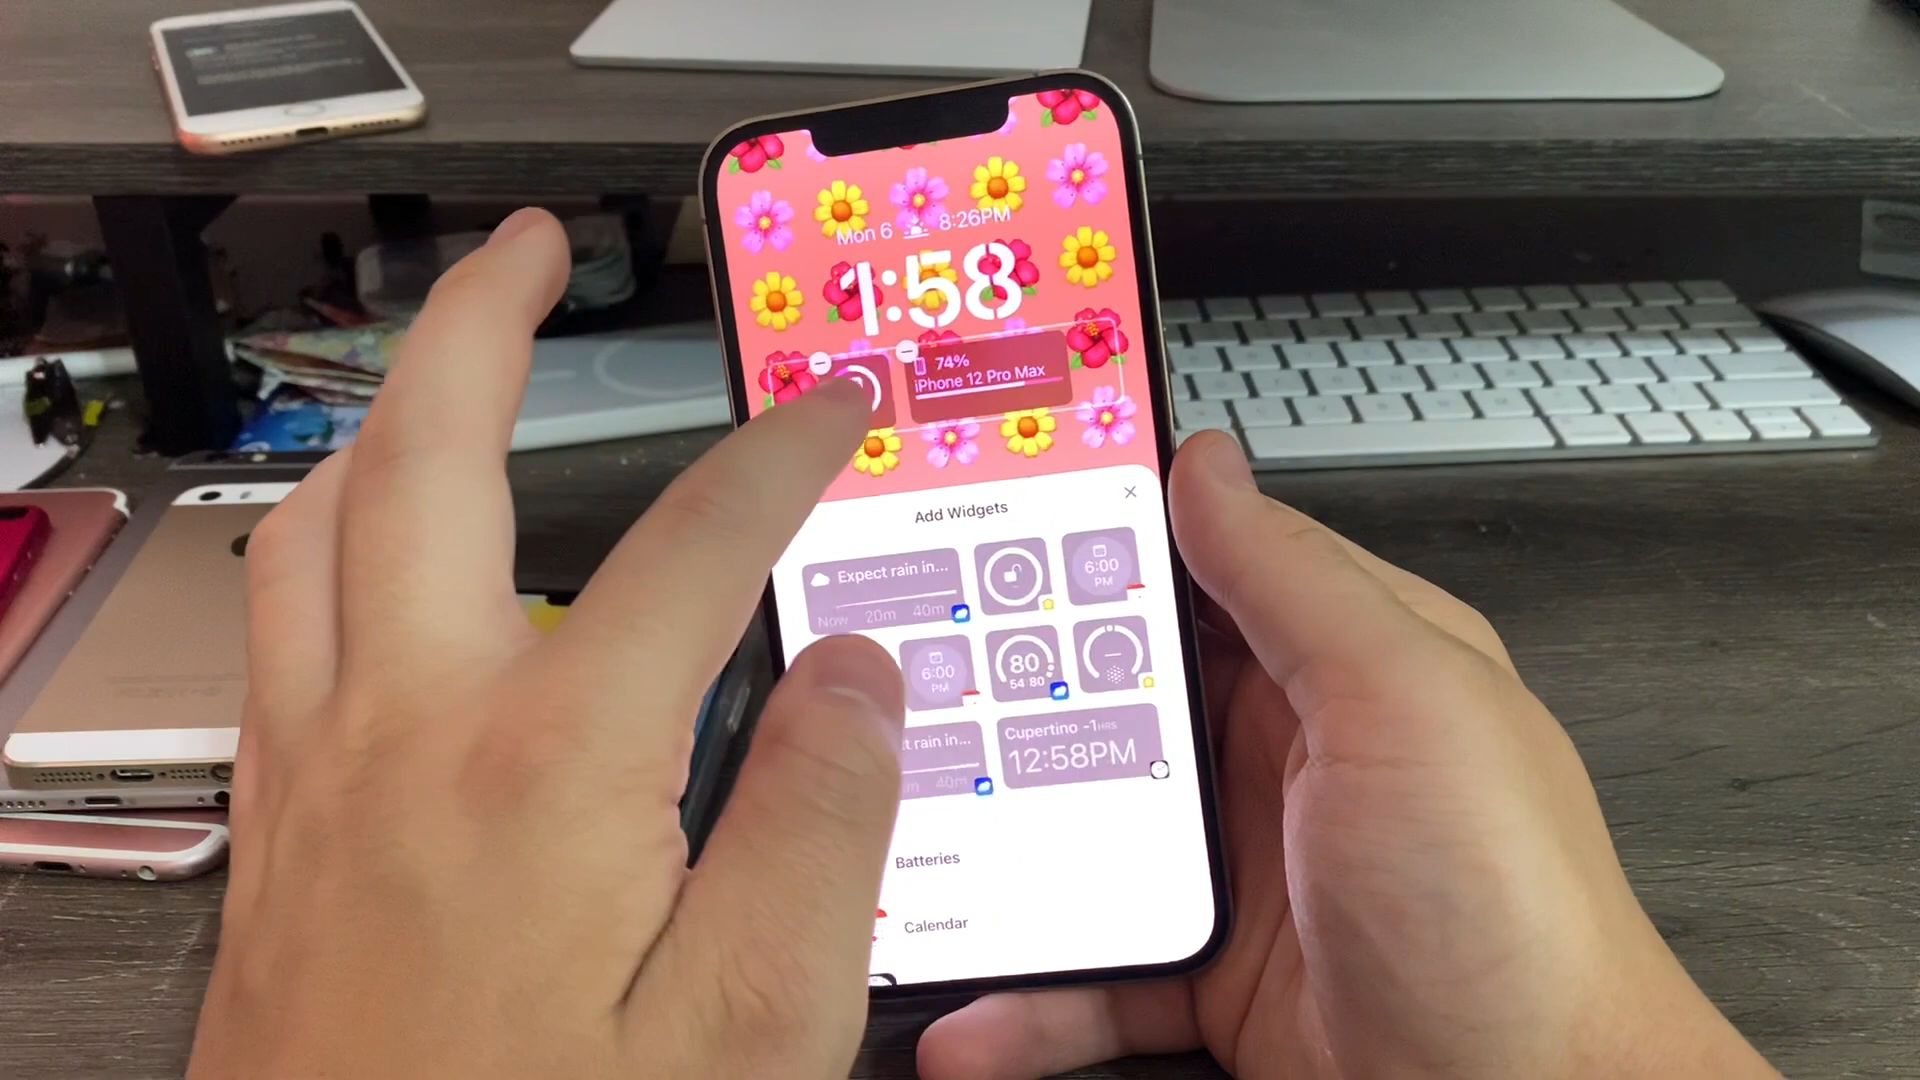 Mon 6 8:26PM
1:58
74%
iPhone 12 Pro Max
Add Widgets
Expect rain in...
Now 20m 40m
6:00
PM
6:00
PM
80
54 80
t rain in...
40m
Cupertino -1HRS
12:58PM
Batteries
Calendar